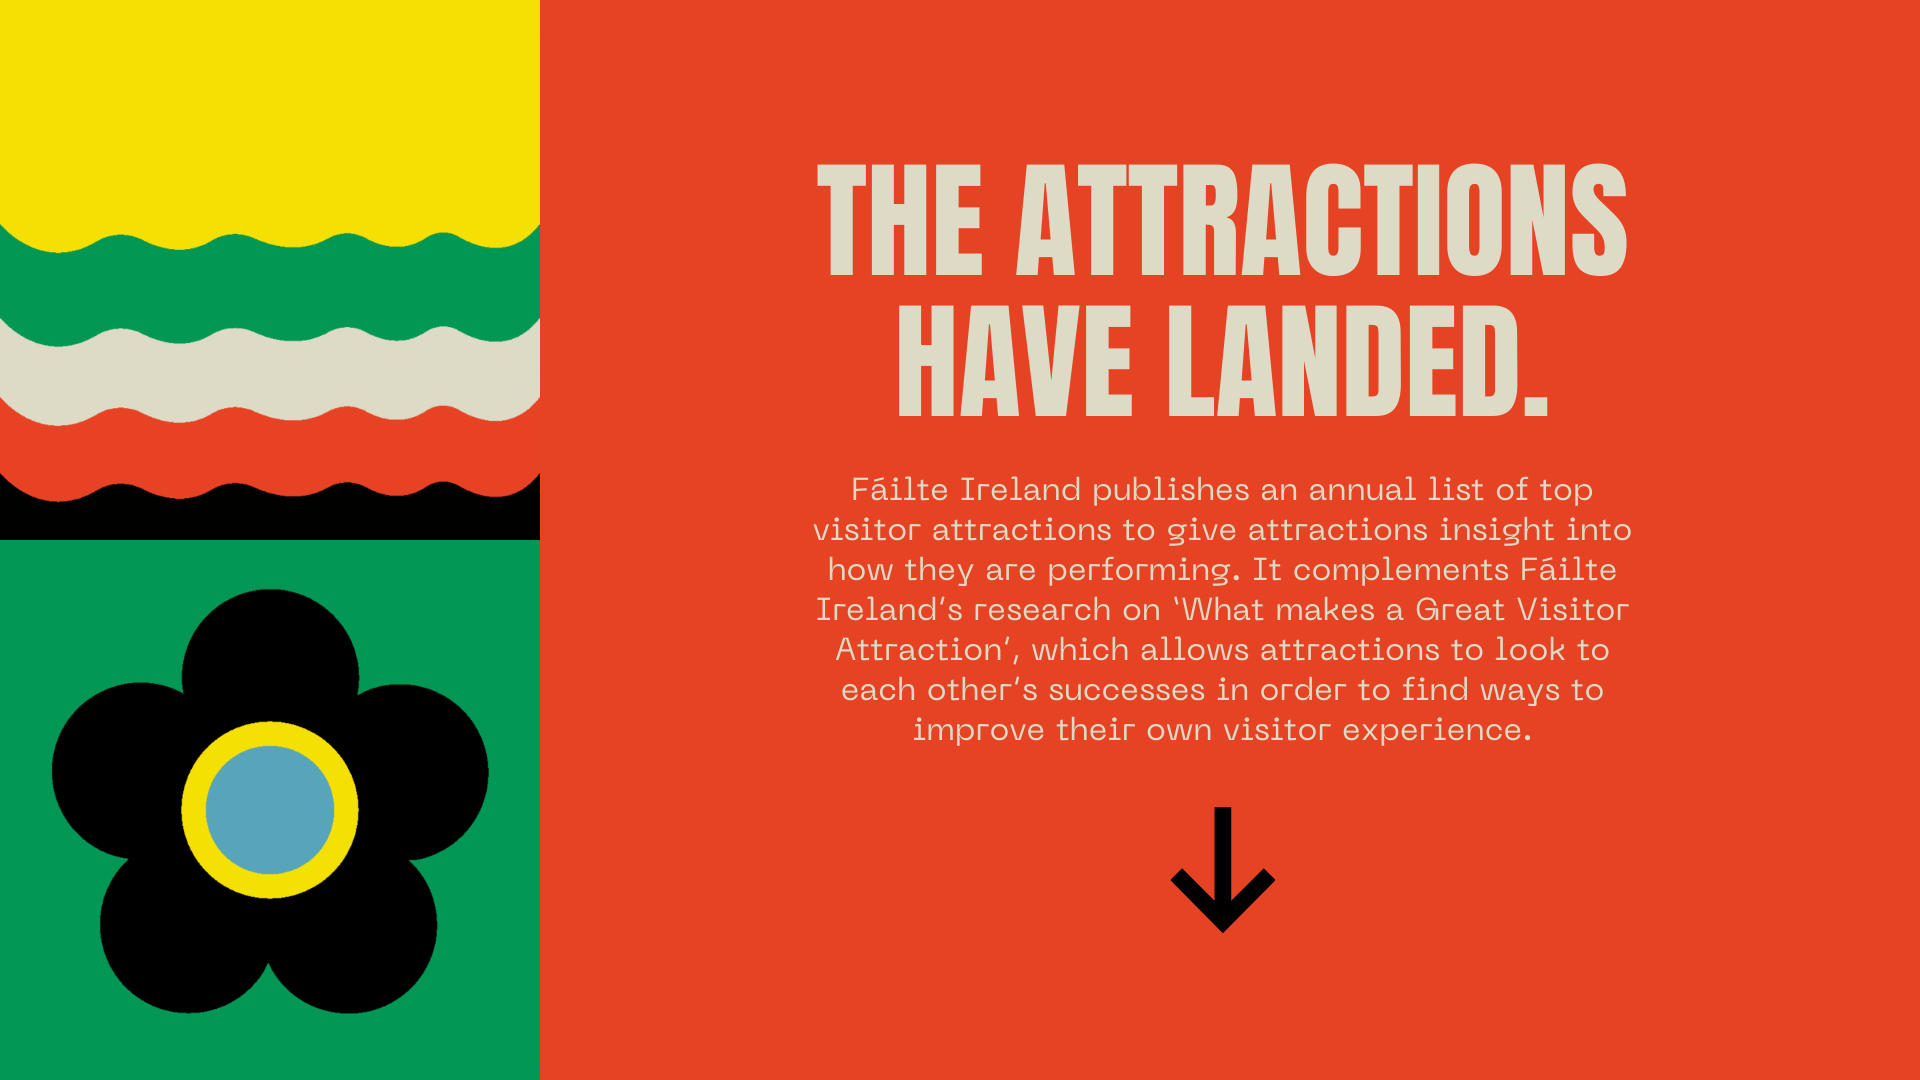 THE ATTRACTIONS
HAVE LANDED.
Fáilte Ireland publishes an annual list of top
visitor attractions to give attractions insight into
how they are performing. It complements Fáilte
Ireland's research on ‘What makes a Great Visitor
Attraction’, which allows attractions to look to
each other's successes in order to find ways to
improve their own visitor experience.